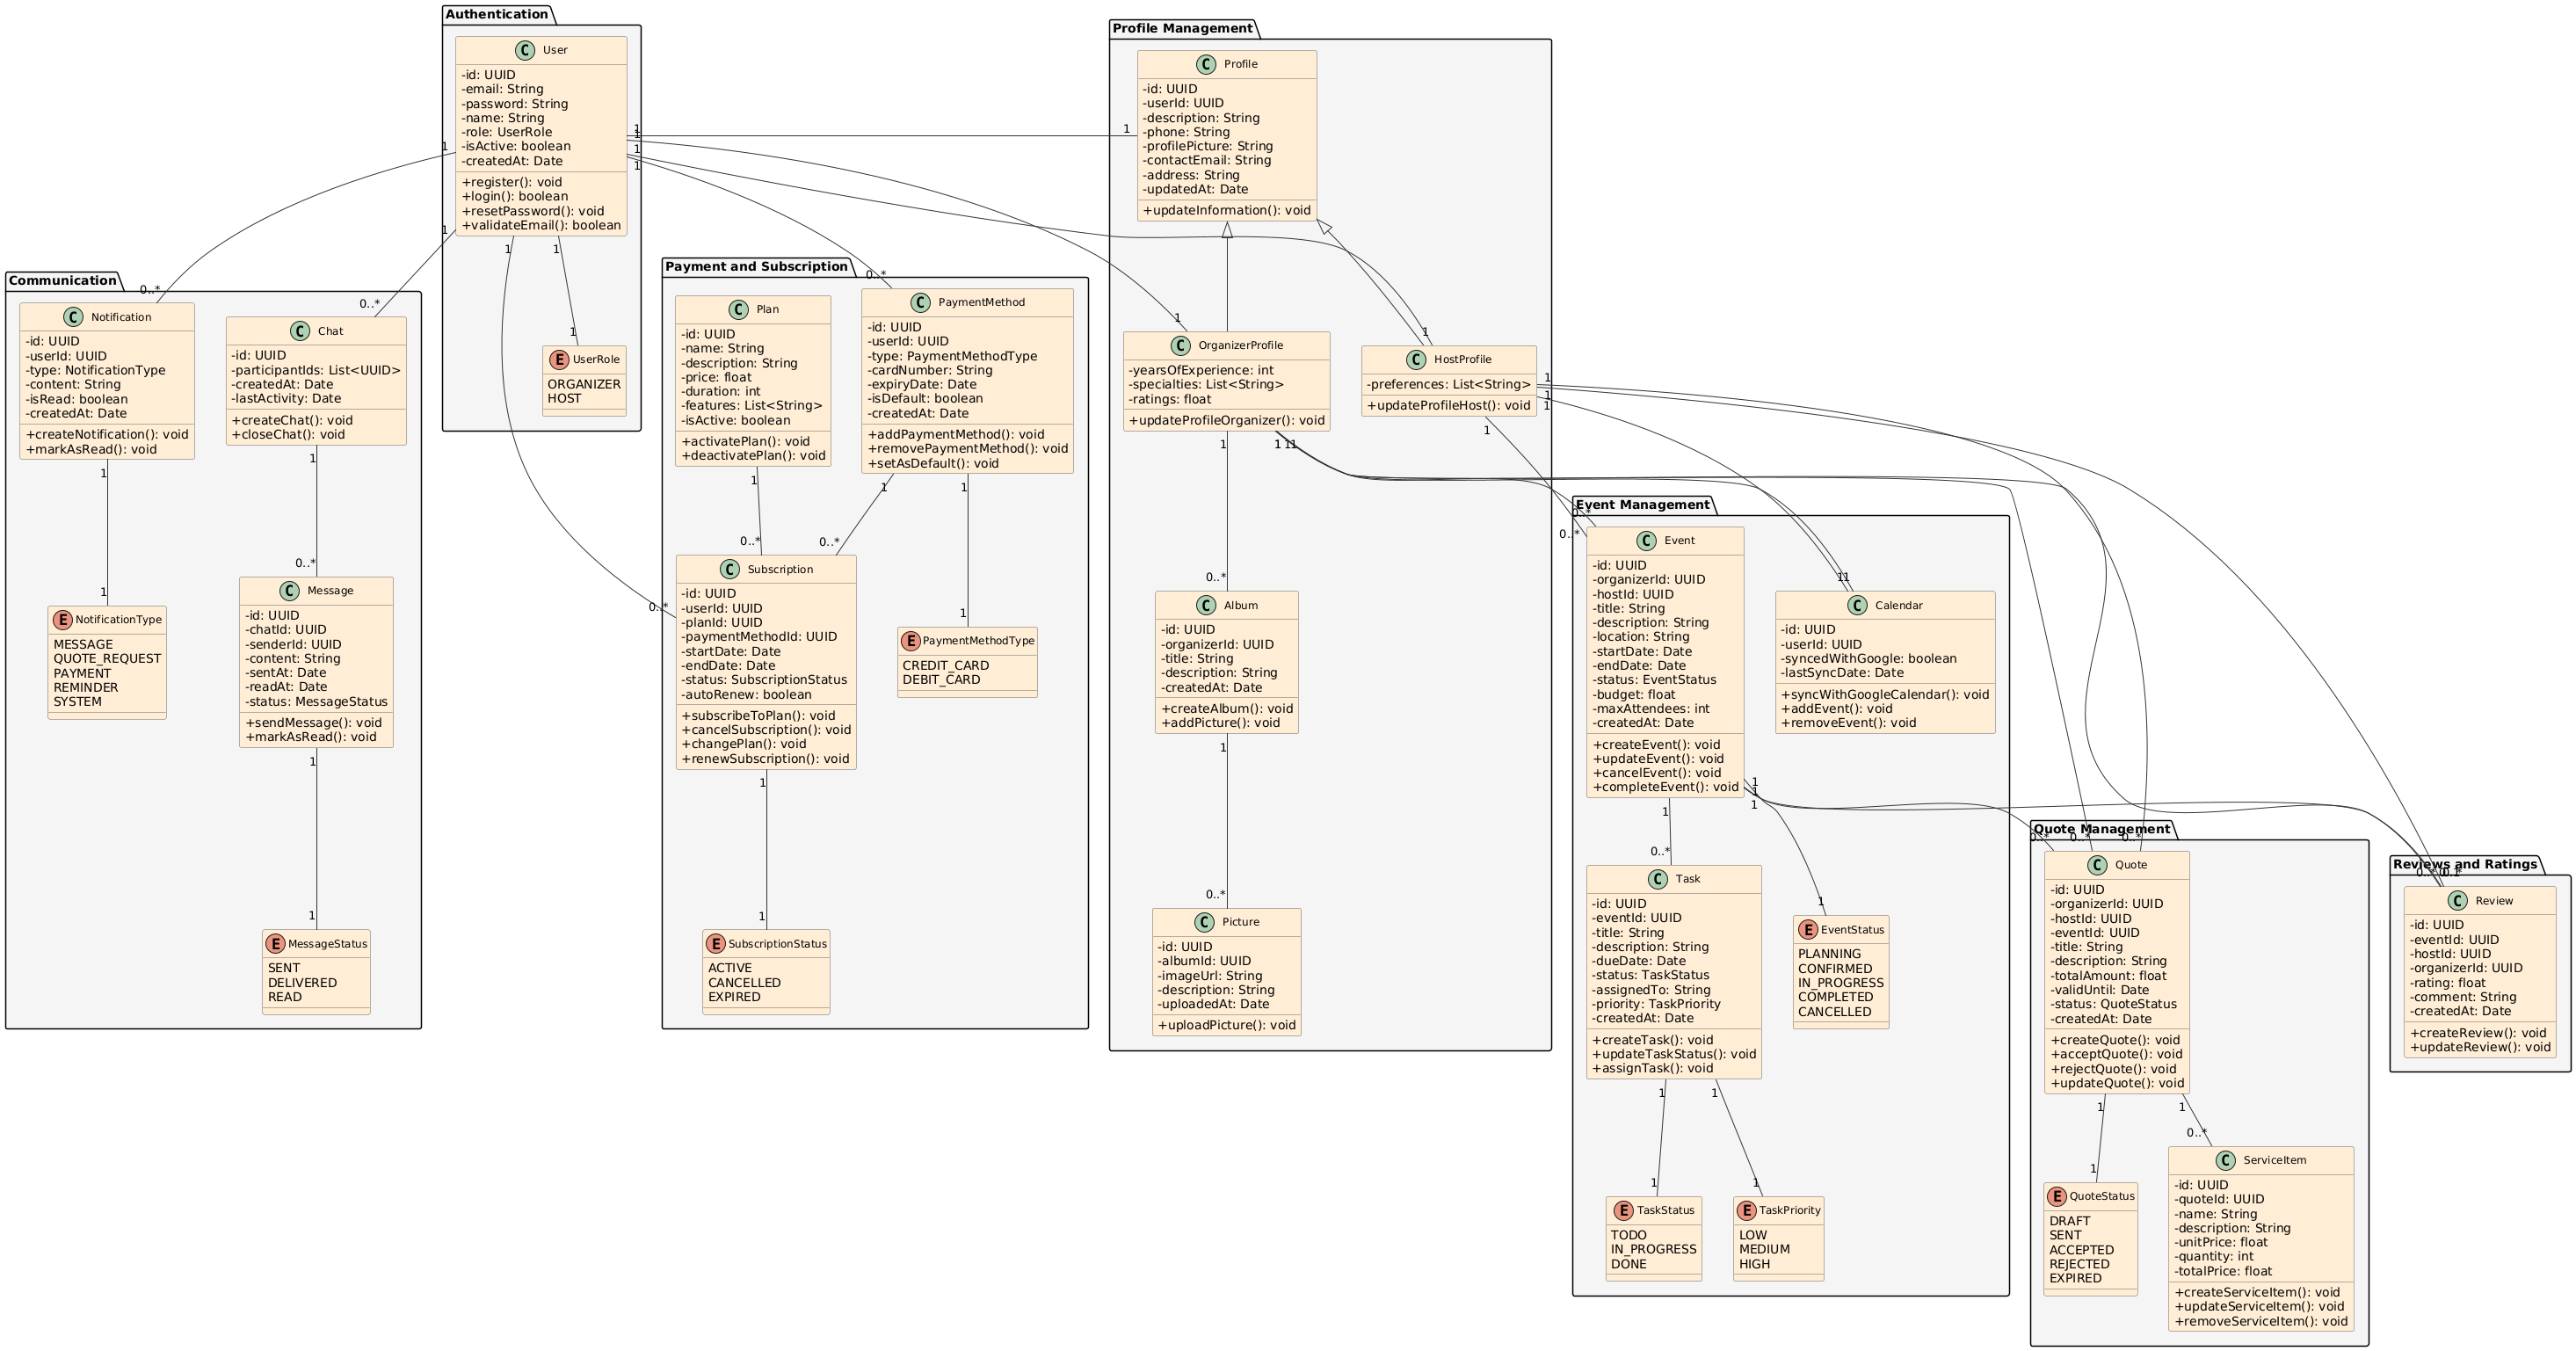 Authentication
User
-id: UUID
-email: String
-password: String
-name: String
-role: UserRole
-isActive: boolean
-createdAt: Date
+register(): void
+login(): boolean
+resetPassword(): void
+validateEmail(): boolean
1
1
1
1
1
1
1
1
1
1
UserRole
ORGANIZER
HOST
Profile Management
Profile
-id: UUID
-userId: UUID
-description: String
-phone: String
-profilePicture: String
-contactEmail: String
-address: String
-updatedAt: Date
+updateInformation(): void
1
1
1
OrganizerProfile
-yearsOfExperience: int
-specialties: List<String>
-ratings: float
+updateProfileOrganizer(): void
1
1 11
HostProfile
-preferences: List<String>
+updateProfileHost(): void
1
1
1
1
0..*
Album
-id: UUID
-organizerId: UUID
-title: String
-description: String
-createdAt: Date
+createAlbum(): void
+addPicture(): void
1
0..*
Picture
-id: UUID
-albumId: UUID
-imageUrl: String
-description: String
-uploadedAt: Date
+uploadPicture(): void
Communication
0..*
0..*
Notification
-id: UUID
-userId: UUID
-type: NotificationType
-content: String
-isRead: boolean
-createdAt: Date
+createNotification(): void
+markAsRead(): void
1
1
NotificationType
MESSAGE
QUOTE_REQUEST
PAYMENT
REMINDER
SYSTEM
Chat
-id: UUID
-participantIds: List<UUID>
-createdAt: Date
-lastActivity: Date
+createChat(): void
+closeChat(): void
1
0..*
Message
-id: UUID
-chatId: UUID
-senderId: UUID
-content: String
-sentAt: Date
-readAt: Date
-status: MessageStatus
+sendMessage(): void
+markAsRead(): void
1
1
MessageStatus
SENT
DELIVERED
READ
Payment and Subscription
0..*
Plan
-id: UUID
-name: String
-description: String
-price: float
-duration: int
-features: List<String>
-isActive: boolean
+activatePlan(): void
+deactivatePlan(): void
1
PaymentMethod
-id: UUID
-userId: UUID
-type: PaymentMethodType
-cardNumber: String
-expiryDate: Date
-isDefault: boolean
-createdAt: Date
+addPaymentMethod(): void
+removePaymentMethod(): void
+setAsDefault(): void
1
1
0..*
0..*
0..*
Subscription
-id: UUID
-userId: UUID
-planId: UUID
-paymentMethodId: UUID
-startDate: Date
-endDate: Date
-status: SubscriptionStatus
-autoRenew: boolean
+subscribeToPlan(): void
+cancelSubscription(): void
+changePlan(): void
+renewSubscription(): void
1
1
PaymentMethodType
CREDIT_CARD
DEBIT_CARD
1
SubscriptionStatus
ACTIVE
CANCELLED
EXPIRED
Event Management
0..*
0..*
Event
-id: UUID
-organizerId: UUID
-hostId: UUID
-title: String
-description: String
-location: String
-startDate: Date
-endDate: Date
-status: EventStatus
-budget: float
-maxAttendees: int
-createdAt: Date
+createEvent(): void
+updateEvent(): void
+cancelEvent(): void
+completeEvent(): void
1
1
1
1
11
Calendar
-id: UUID
-userId: UUID
-syncedWithGoogle: boolean
-lastSyncDate: Date
+syncWithGoogleCalendar(): void
+addEvent(): void
+removeEvent(): void
0..*
Task
-id: UUID
-eventId: UUID
-title: String
-description: String
-dueDate: Date
-status: TaskStatus
-assignedTo: String
-priority: TaskPriority
-createdAt: Date
+createTask(): void
+updateTaskStatus(): void
+assignTask(): void
1
1
1
EventStatus
PLANNING
CONFIRMED
IN_PROGRESS
COMPLETED
CANCELLED
1
TaskStatus
TODO
IN_PROGRESS
DONE
1
TaskPriority
LOW
MEDIUM
HIGH
Quote Management
0..*
0..*
0..*
Quote
-id: UUID
-organizerId: UUID
-hostId: UUID
-eventId: UUID
-title: String
-description: String
-totalAmount: float
-validUntil: Date
-status: QuoteStatus
-createdAt: Date
+createQuote(): void
+acceptQuote(): void
+rejectQuote(): void
+updateQuote(): void
1
1
1
QuoteStatus
DRAFT
SENT
ACCEPTED
REJECTED
EXPIRED
0..*
ServiceItem
-id: UUID
-quoteId: UUID
-name: String
-description: String
-unitPrice: float
-quantity: int
-totalPrice: float
+createServiceItem(): void
+updateServiceItem(): void
+removeServiceItem(): void
Reviews and Ratings
Review
-id: UUID
-eventId: UUID
-hostId: UUID
-organizerId: UUID
-rating: float
-comment: String
-createdAt: Date
+createReview(): void
+updateReview(): void